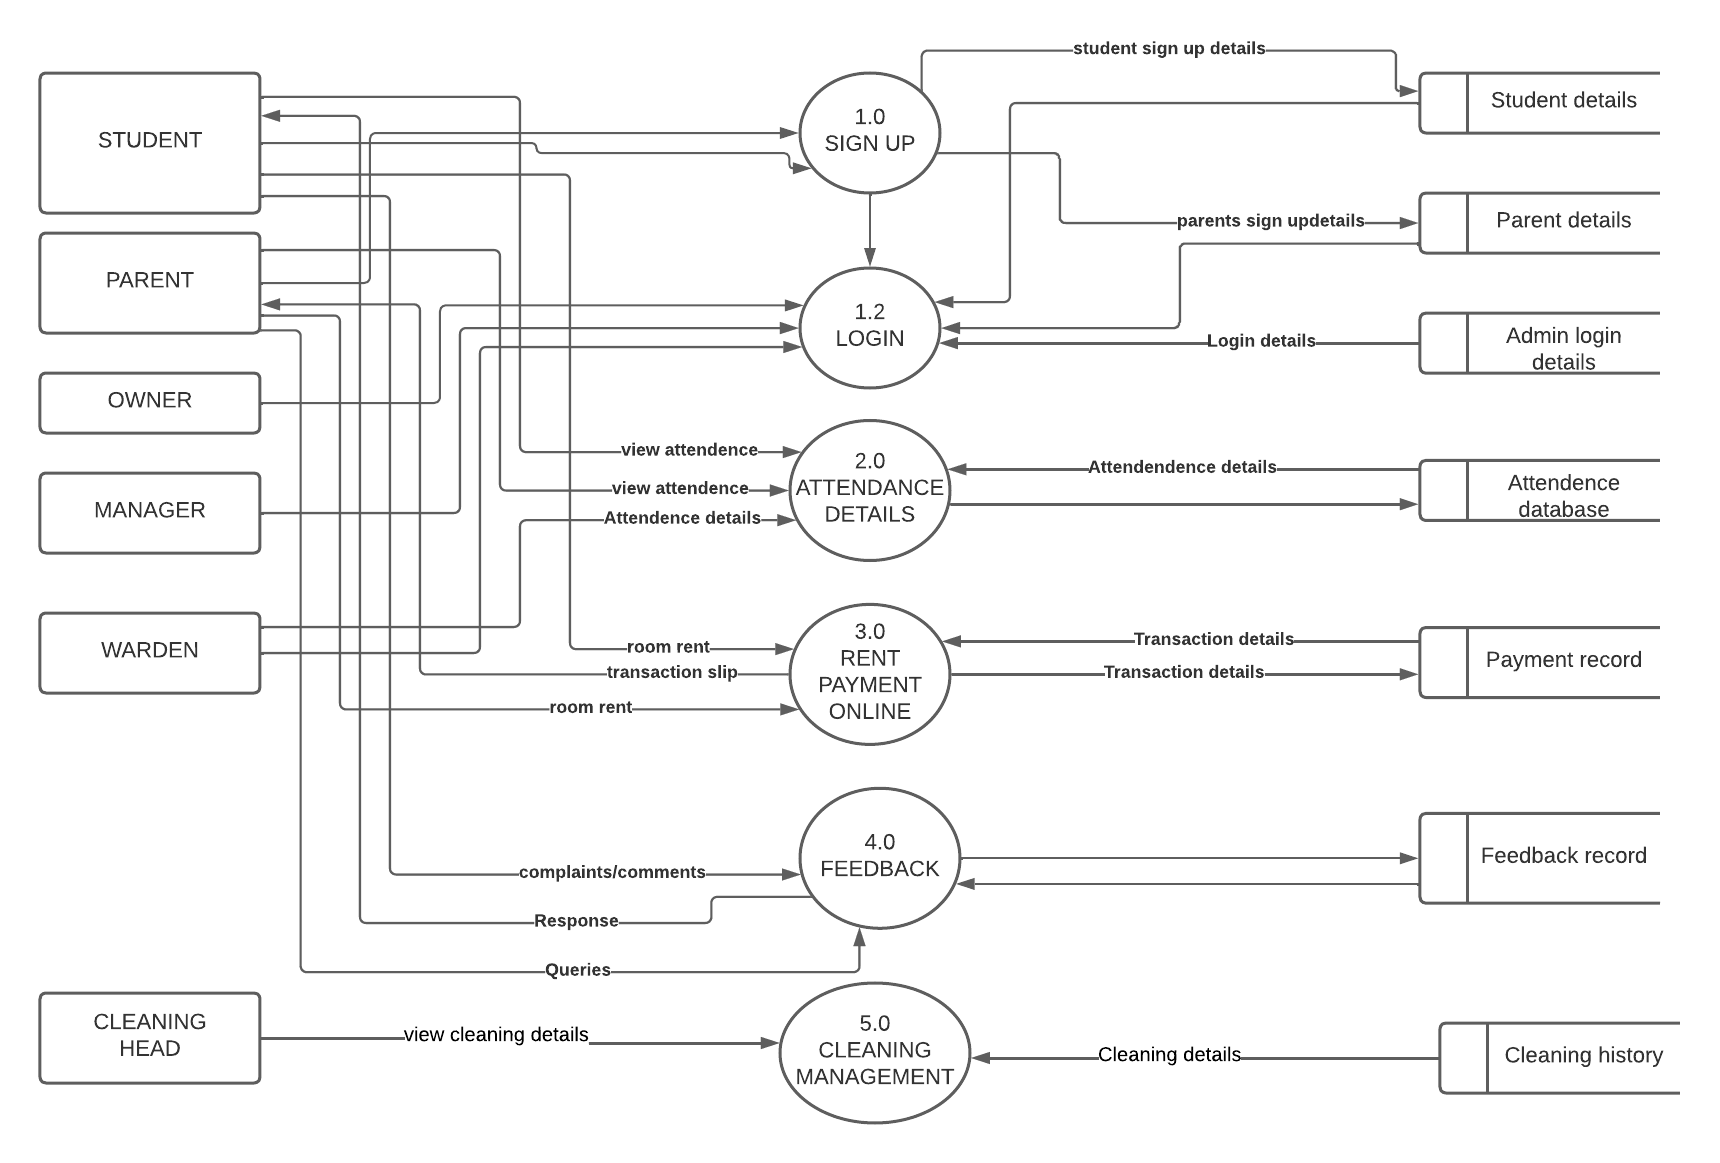 student sign up details
STUDENT
1.0
SIGN UP
Student details
PARENT
parents sign updetails
Parent details
1.2
LOGIN
Login details
Admin login
details
OWNER
MANAGER
view attendence
view attendence
Attendence details
2.0
ATTENDANCE
DETAILS
Attendendence details
Attendence
database
WARDEN
room rent
transaction slip
room rent
3.0
RENT
PAYMENT
ONLINE
Transaction details
Transaction details
Payment record
complaints/comments
Response
Queries
4.0
FEEDBACK
Feedback record
CLEANING
HEAD
view cleaning details
5.0
CLEANING
MANAGEMENT
Cleaning details
Cleaning history